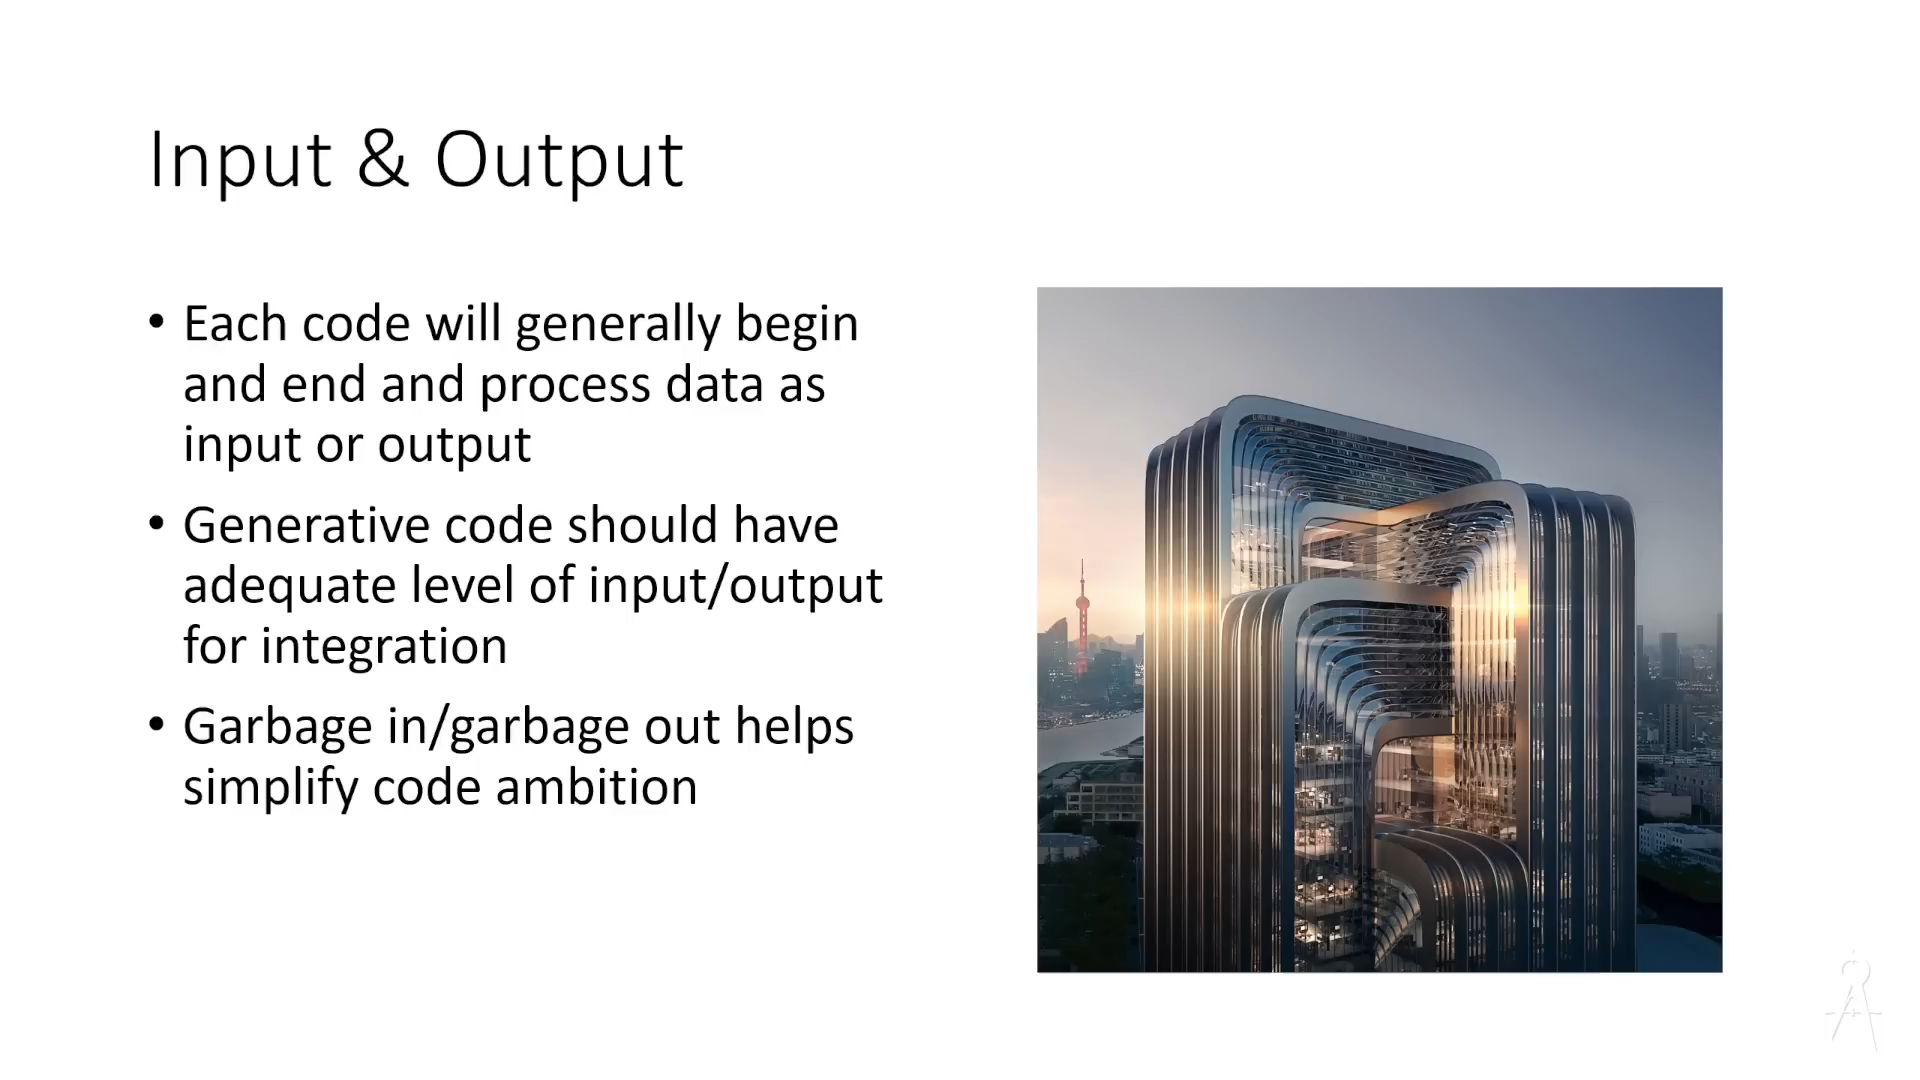 Input & Output
• Each code will generally begin
and end and process data as
input or output
• Generative code should have
adequate level of input/output
for integration
• Garbage in/garbage out helps
simplify code ambition